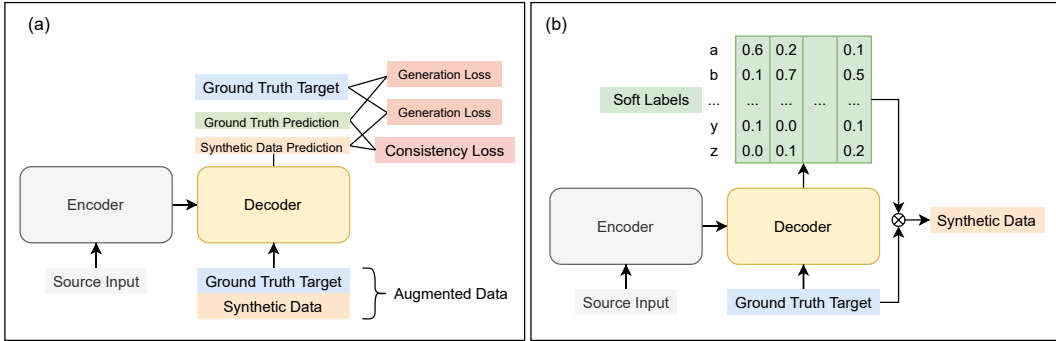 (a)
Ground Truth Target
Ground Truth Prediction
Synthetic Data Prediction
Generation Loss
Generation Loss
Consistency Loss
Encoder
Decoder
Source Input
Ground Truth Target
Synthetic Data
Augmented Data
(b)
Soft Labels
a 0.6 0.2 0.1
b 0.1 0.7 0.5
... ... ... ... ...
y 0.1 0.0 0.1
z 0.0 0.1 0.2
Encoder
Decoder
Synthetic Data
Source Input
Ground Truth Target